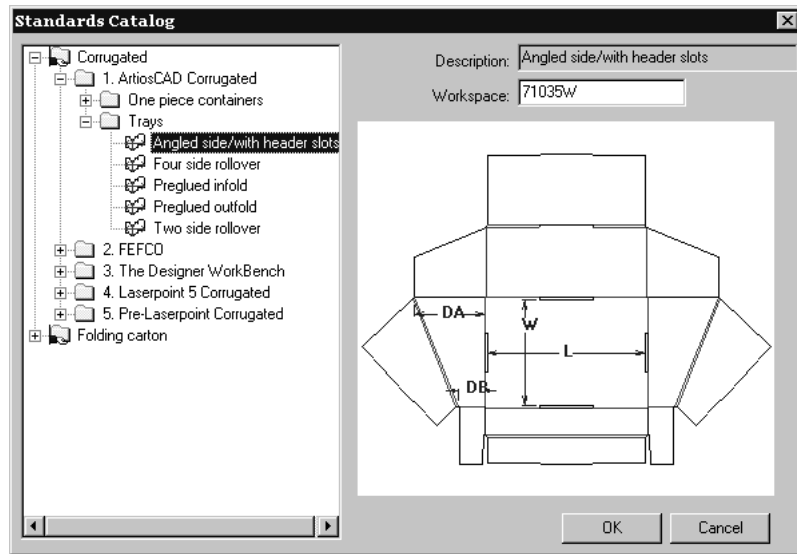 Standards Catalog
Corrugated
1. ArtiosCAD Corrugated
One piece containers
Trays
Angled side/with header slots
Four side rollover
Preglued infold
Preglued outfold
Two side rollover
2. FEFCO
3. The Designer WorkBench
4. Laserpoint 5 Corrugated
5. Pre-Laserpoint Corrugated
Folding carton
Description: Angled side/with header slots
Workspace: 71035W
DA
W
L
DB
OK Cancel